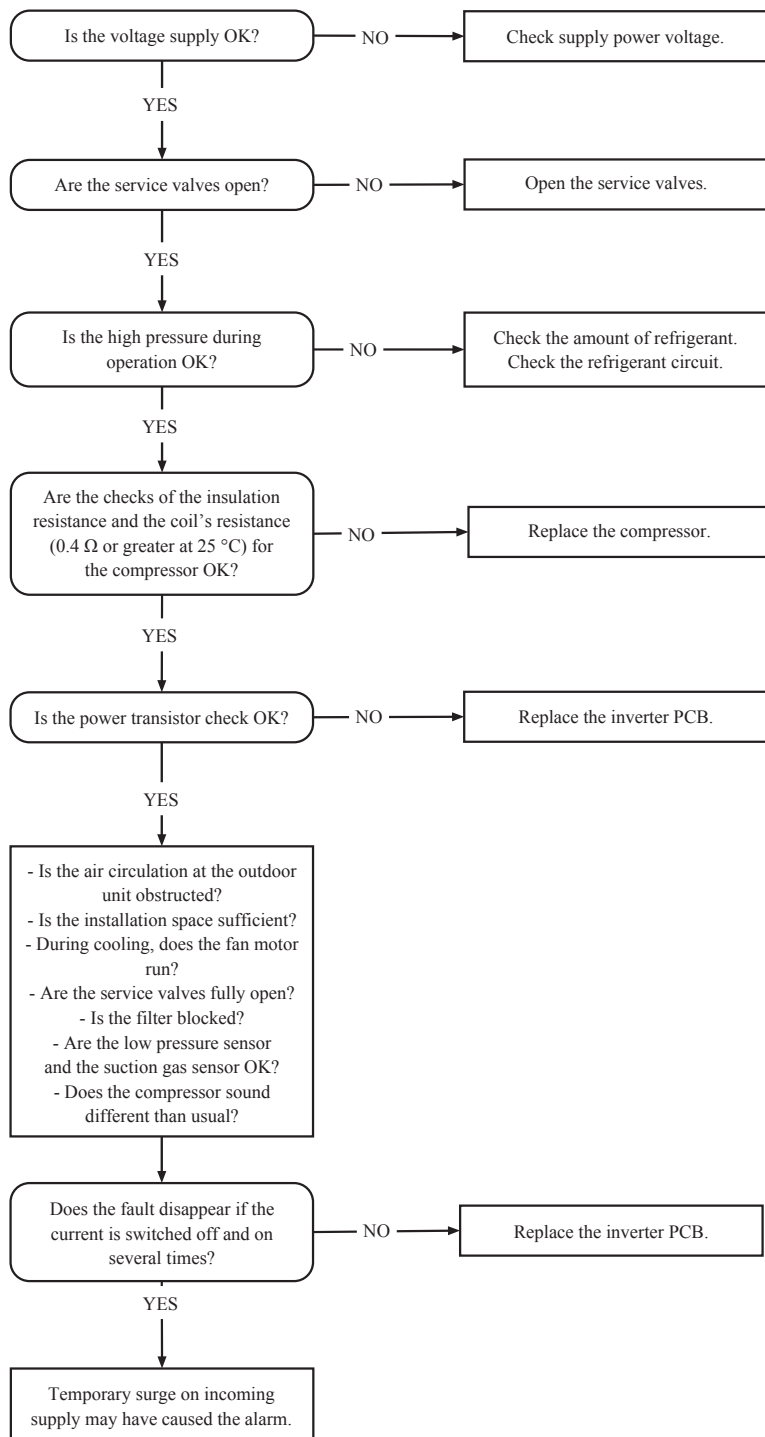 Is the voltage supply OK?
NO
Check supply power voltage.
YES
Are the service valves open?
NO
Open the service valves.
YES
Is the high pressure during
operation OK?
NO
Check the amount of refrigerant.
Check the refrigerant circuit.
YES
Are the checks of the insulation
resistance and the coil's resistance
(0.4 Ω or greater at 25 °C) for
the compressor OK?
NO
Replace the compressor.
YES
Is the power transistor check OK?
NO
Replace the inverter PCB.
YES
- Is the air circulation at the outdoor
unit obstructed?
- Is the installation space sufficient?
- During cooling, does the fan motor
run?
- Are the service valves fully open?
- Is the filter blocked?
- Are the low pressure sensor
and the suction gas sensor OK?
- Does the compressor sound
different than usual?
Does the fault disappear if the
current is switched off and on
several times?
NO
Replace the inverter PCB.
YES
Temporary surge on incoming
supply may have caused the alarm.